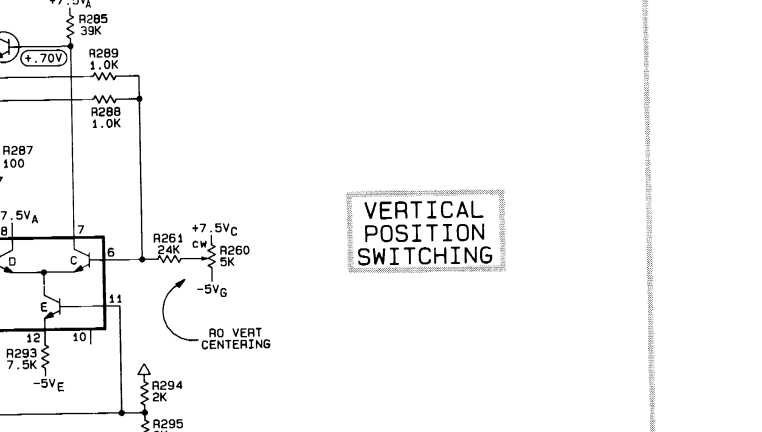 +7.5VA
R285
39K
+.70V
R289
1.0K
R288
1.0K
R287
100
7.5VA
8
7
D
C
6
R261
24K
+7.5VC
CW
R260
5K
-5VG
VERTICAL
POSITION
SWITCHING
E
11
12
10
RO VERT
CENTERING
R293
7.5K
-5VE
R294
2K
R295